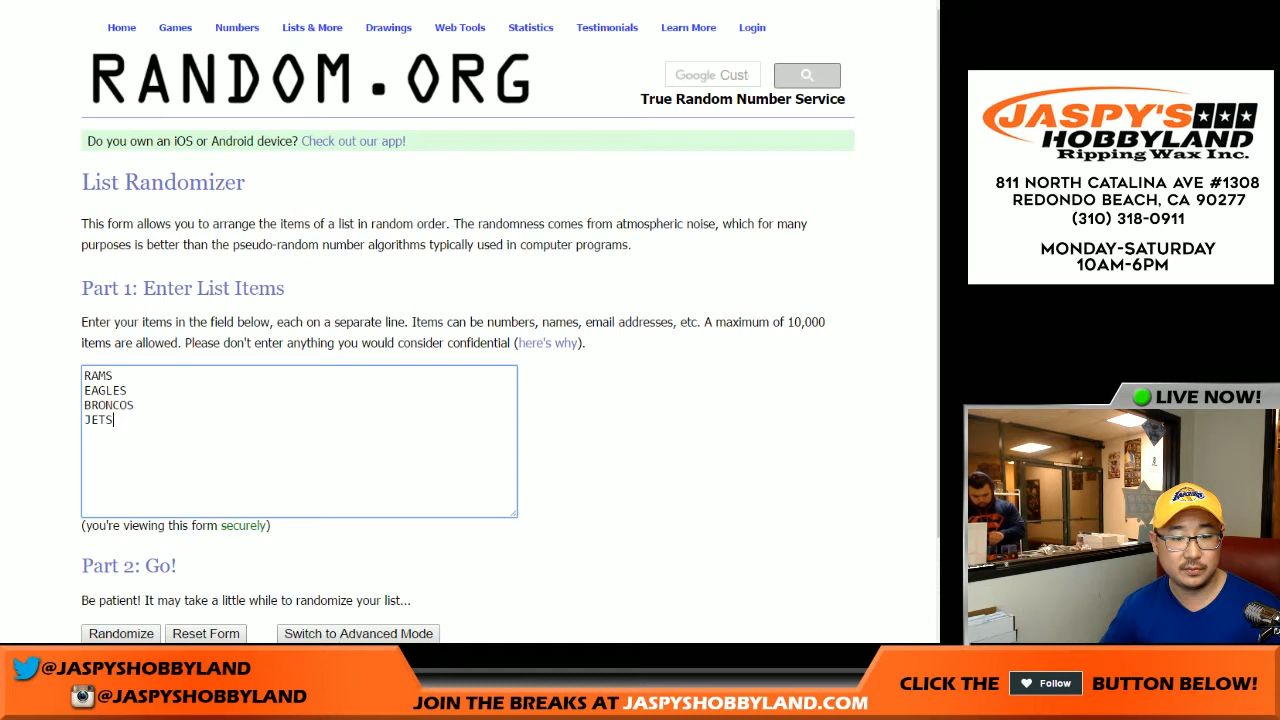 Home Games Numbers Lists & More Drawings Web Tools Statistics Testimonials Learn More Login
RANDOM.ORG
Google Cust
True Random Number Service
Do you own an iOS or Android device? Check out our app!
List Randomizer
This form allows you to arrange the items of a list in random order. The randomness comes from atmospheric noise, which for many
purposes is better than the pseudo-random number algorithms typically used in computer programs.
Part 1: Enter List Items
Enter your items in the field below, each on a separate line. Items can be numbers, names, email addresses, etc. A maximum of 10,000
items are allowed. Please don't enter anything you would consider confidential (here's why).
RAMS
EAGLES
BRONCOS
JETS
(you're viewing this form securely)
Part 2: Go!
Be patient! It may take a little while to randomize your list...
Randomize Reset Form Switch to Advanced Mode
JASPY'S
HOBBYLAND
Ripping Wax Inc.
811 NORTH CATALINA AVE #1308
REDONDO BEACH, CA 90277
(310) 318-0911
MONDAY-SATURDAY
10AM-6PM
LIVE NOW!
@JASPYSHOBBYLAND
@JASPYSHOBBYLAND
JOIN THE BREAKS AT JASPYSHOBBYLAND.COM
CLICK THE Follow BUTTON BELOW!